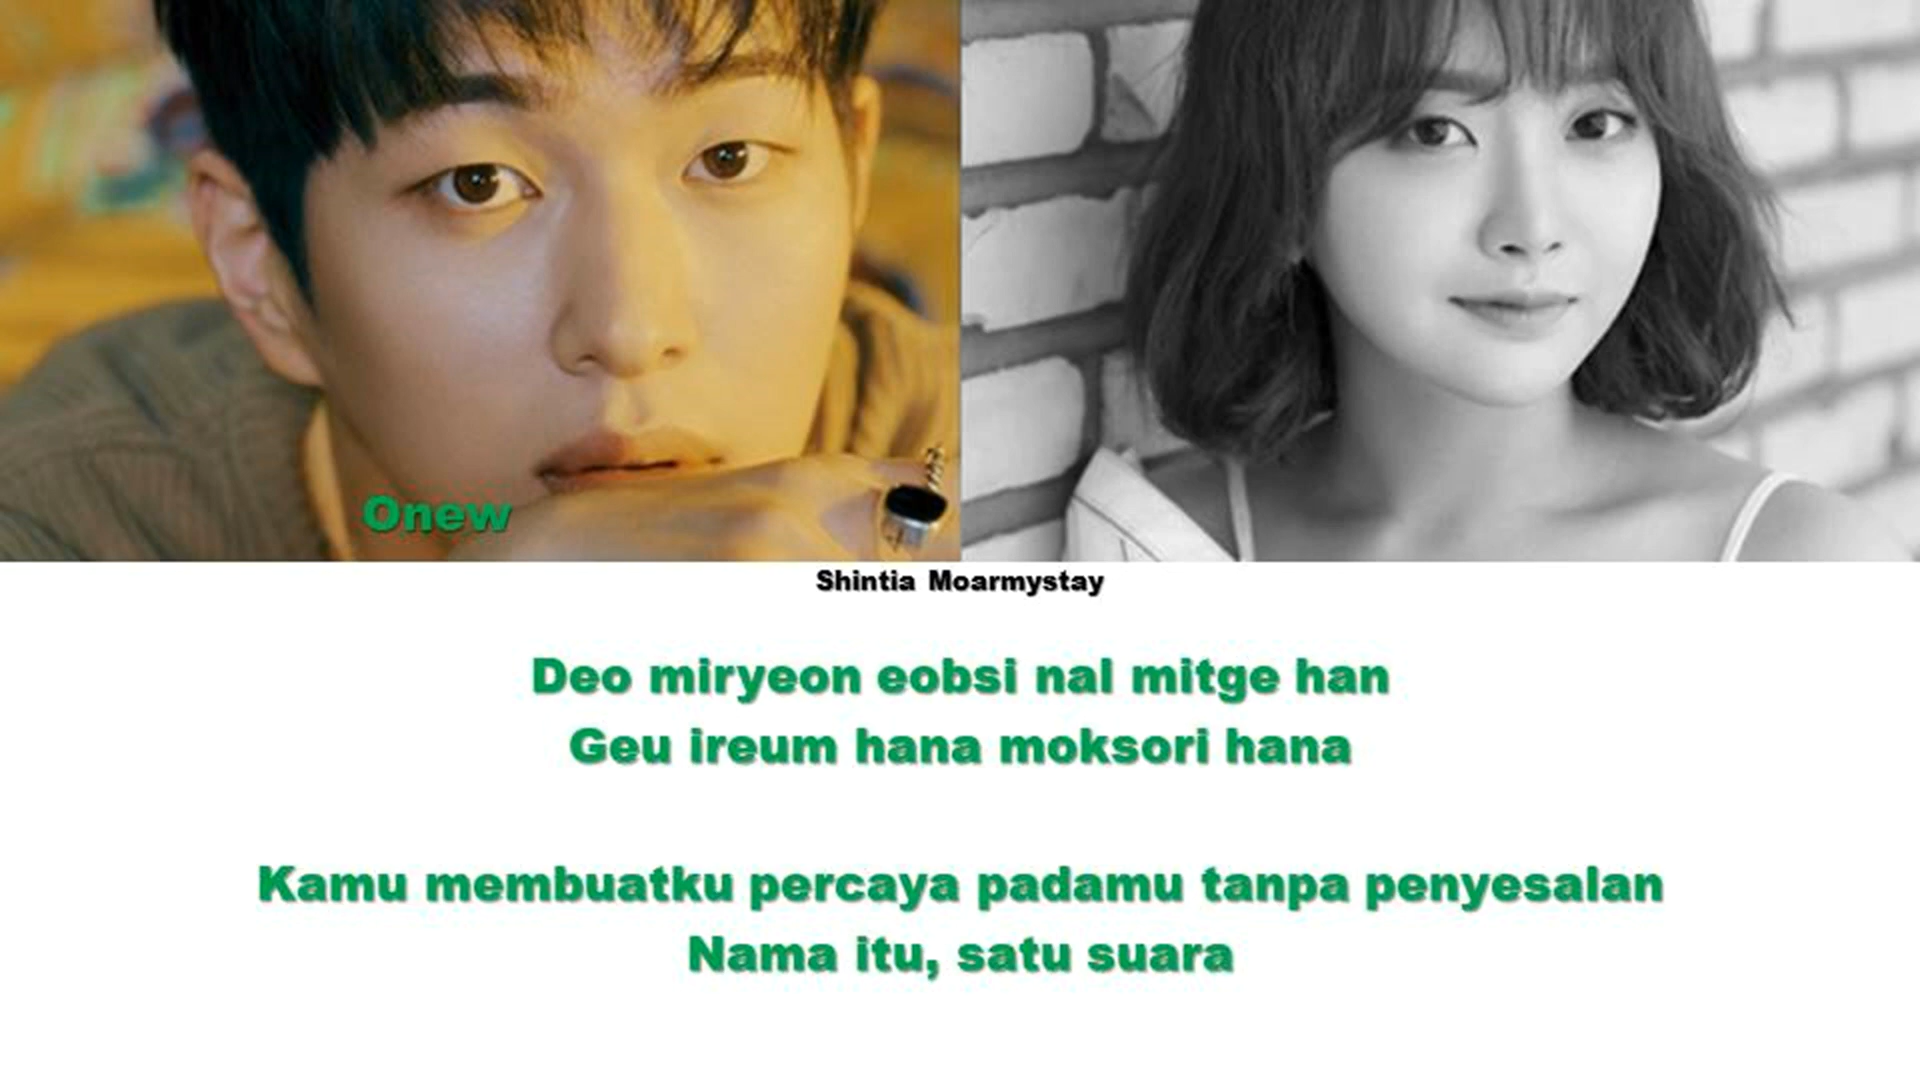 Onew
Shintia Moarmystay
Deo miryeon eobsi nal mitge han
Geu ireum hana moksori hana
Kamu membuatku percaya padamu tanpa penyesalan
Nama itu, satu suara